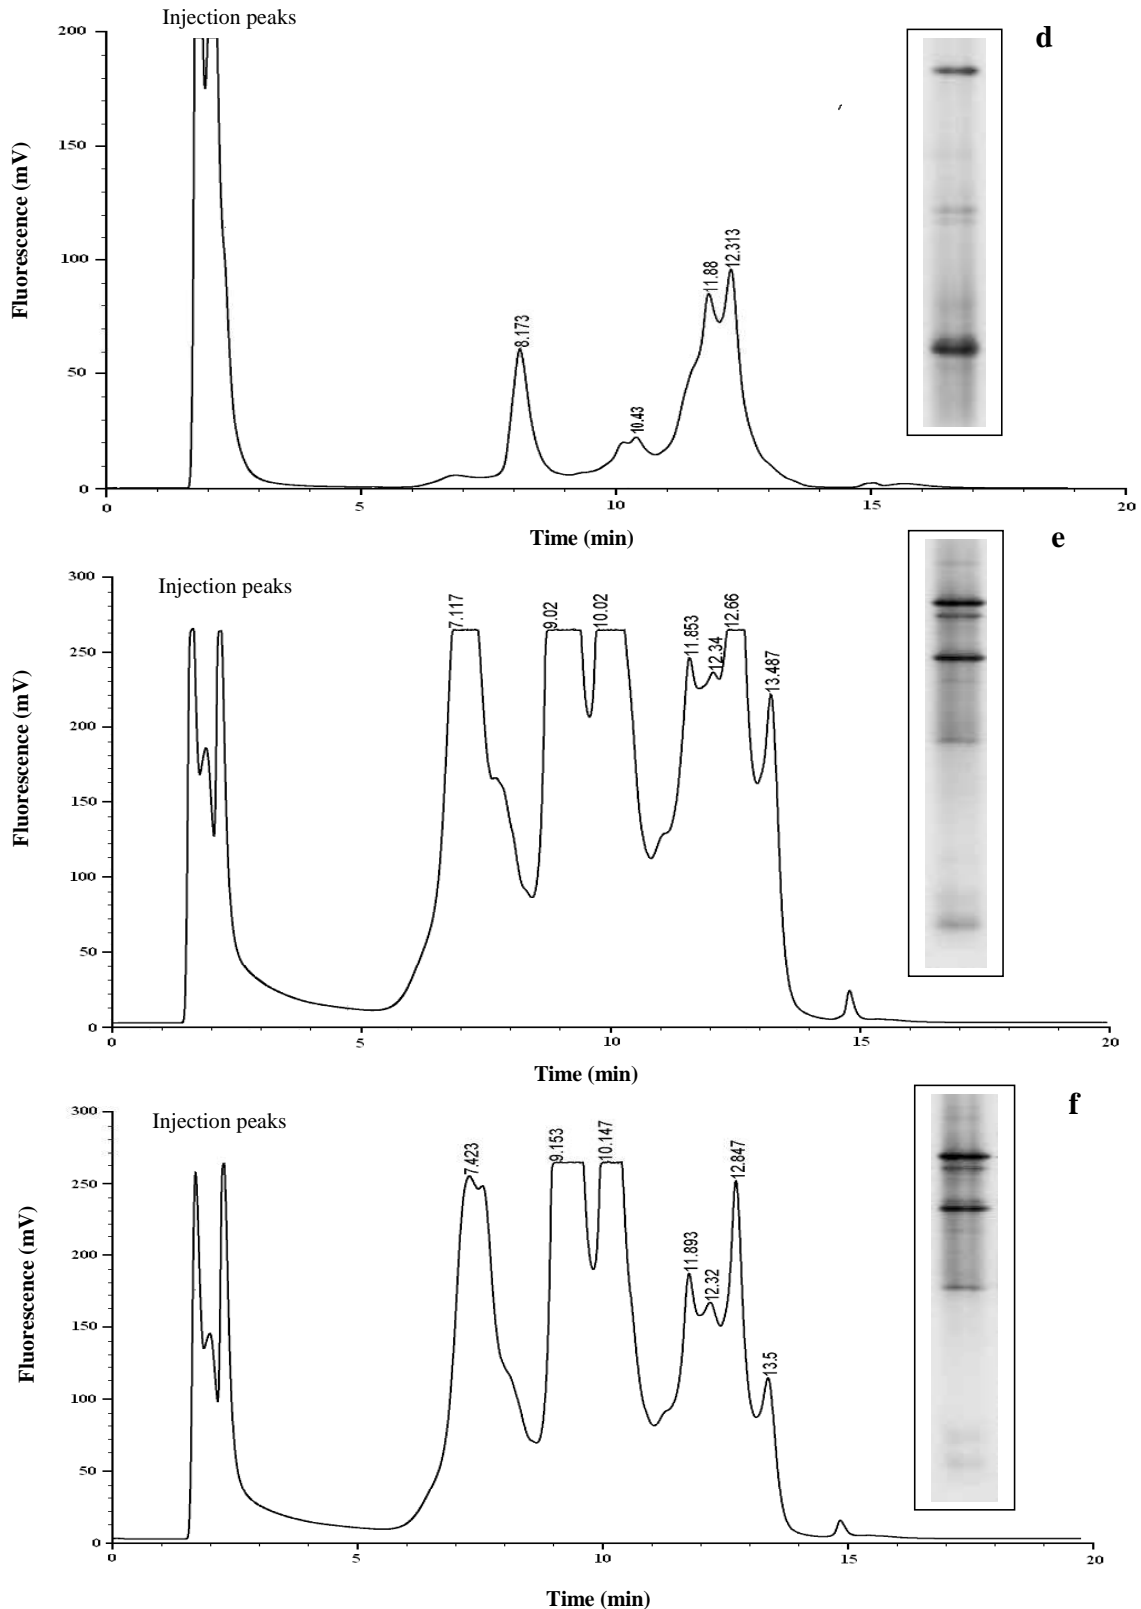 Injection peaks
d
200
150
100
50
0
Fluorescence (mV)
8.173
10.43
11.88
12.313
0 5 10 15 20
Time (min)
e
Injection peaks
300
250
200
150
100
50
0
Fluorescence (mV)
7.117
9.02
10.02
11.853
12.34
12.66
13.487
0 5 10 15 20
Time (min)
f
Injection peaks
300
250
200
150
100
50
0
Fluorescence (mV)
7.423
9.153
10.147
11.893
12.32
12.847
13.5
0 5 10 15 20
Time (min)